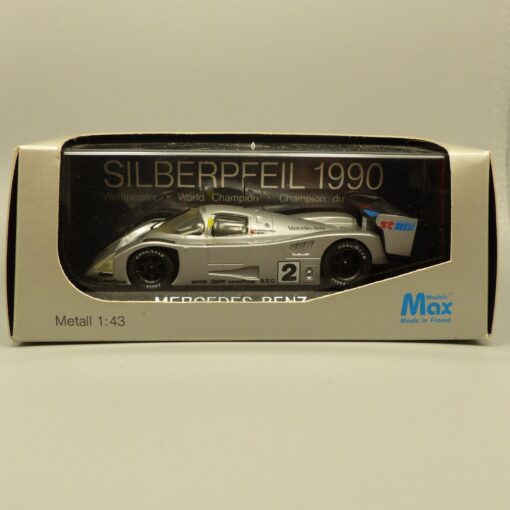 SILBERPFEIL 1990
Weltmeister · World Champion · Champion du
Mercedes-Benz
GOODYEAR
GOODYEAR
2
AEG
MERCEDES-BENZ
Metall 1:43
Models
Max
Made in France